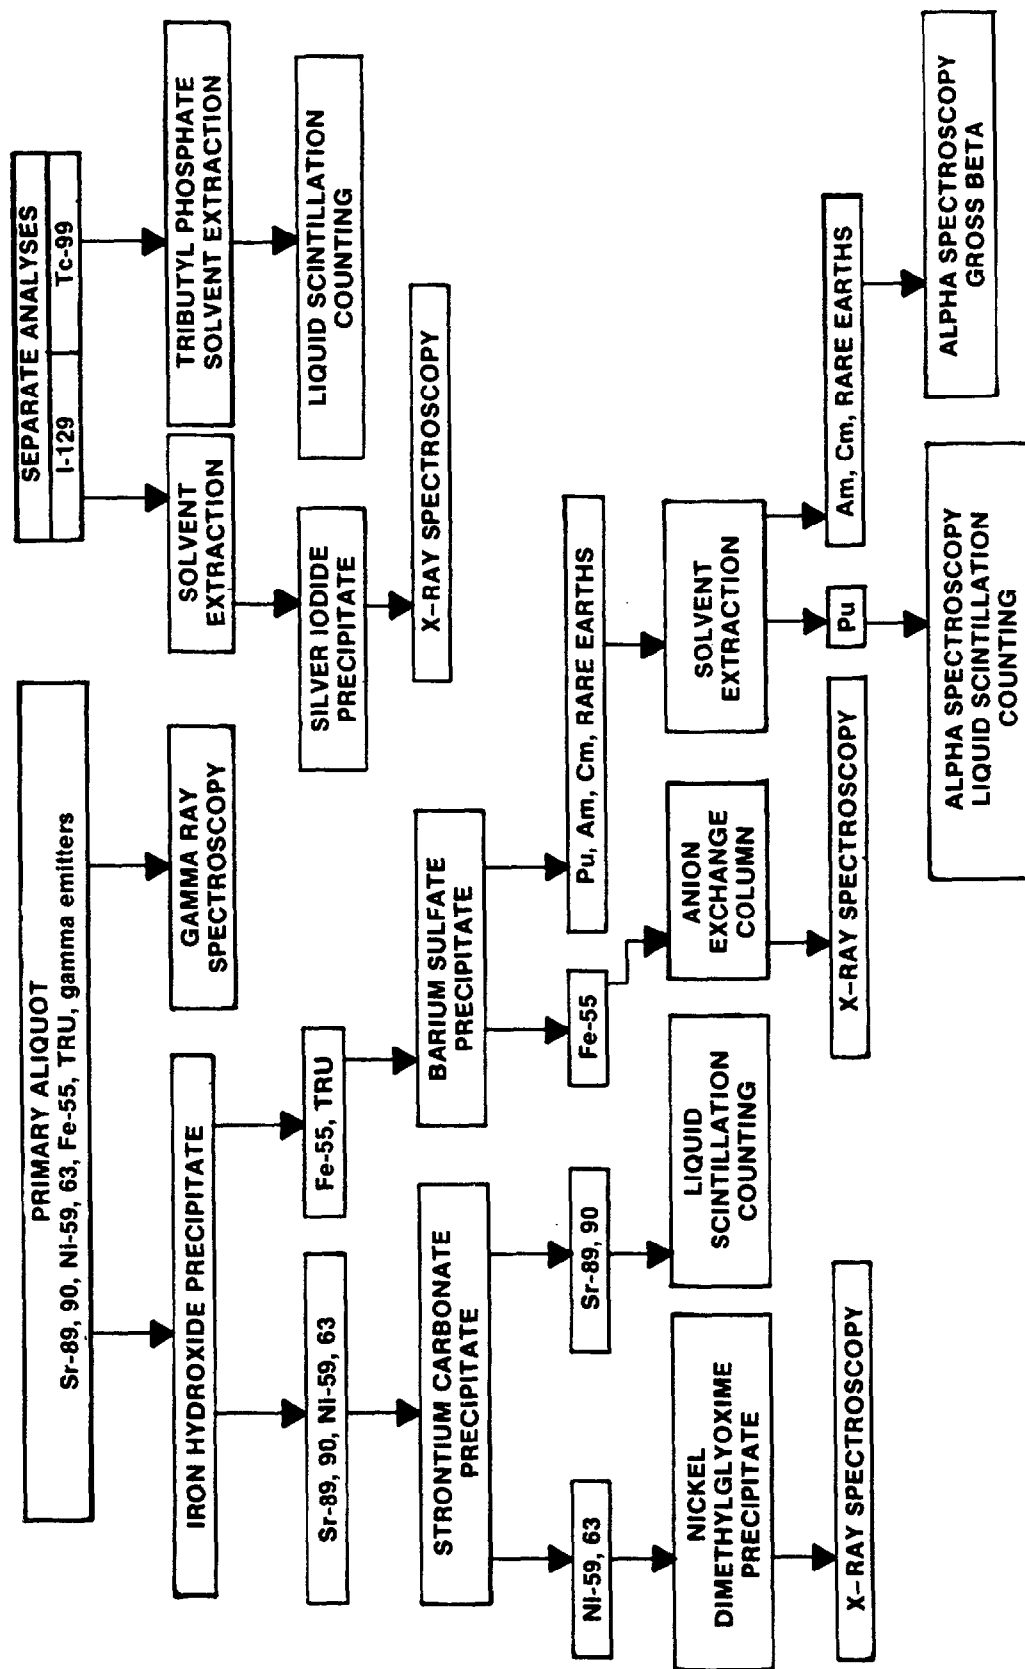 PRIMARY ALIQUOT
Sr-89, 90, Ni-59, 63, Fe-55, TRU, gamma emitters
SEPARATE ANALYSES
I-129
Tc-99
IRON HYDROXIDE PRECIPITATE
GAMMA RAY
SPECTROSCOPY
SOLVENT
EXTRACTION
TRIBUTYL PHOSPHATE
SOLVENT EXTRACTION
Sr-89, 90, Ni-59, 63
Fe-55, TRU
SILVER IODIDE
PRECIPITATE
LIQUID SCINTILLATION
COUNTING
STRONTIUM CARBONATE
PRECIPITATE
BARIUM SULFATE
PRECIPITATE
X-RAY SPECTROSCOPY
Ni-59, 63
Sr-89, 90
Fe-55
Pu, Am, Cm, RARE EARTHS
NICKEL
DIMETHYLGLYOXIME
PRECIPITATE
LIQUID
SCINTILLATION
COUNTING
ANION
EXCHANGE
COLUMN
SOLVENT
EXTRACTION
X-RAY SPECTROSCOPY
X-RAY SPECTROSCOPY
Pu
Am, Cm, RARE EARTHS
ALPHA SPECTROSCOPY
LIQUID SCINTILLATION
COUNTING
ALPHA SPECTROSCOPY
GROSS BETA